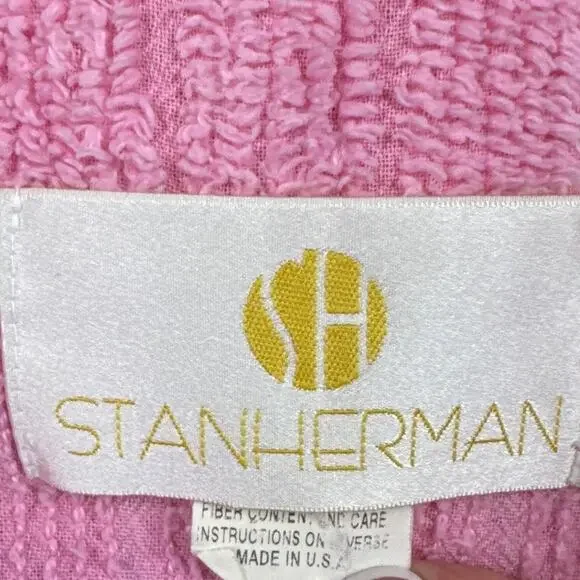 SH
STANHERMAN
FIBER CONTENT AND CARE
INSTRUCTIONS ON REVERSE
MADE IN U.S.A